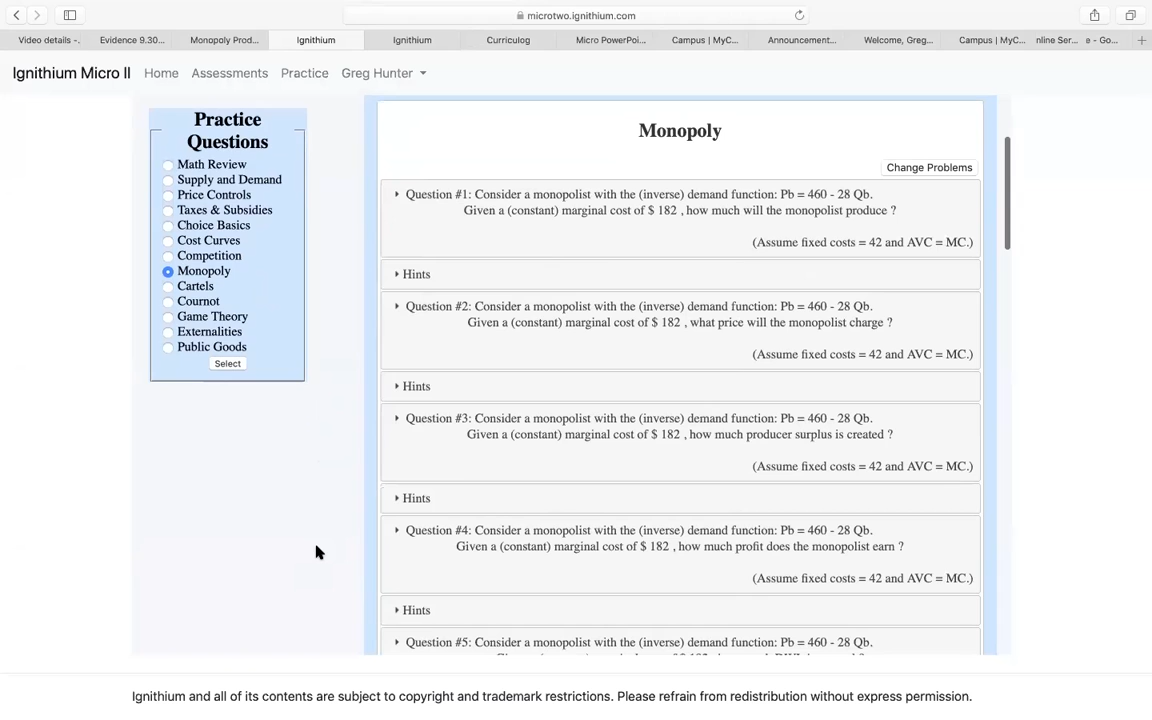 microtwo.ignithium.com
Video details -.
Evidence 9.30...
Monopoly Prod...
Ignithium
Ignithium
Curriculog
Micro PowerPoi...
Campus | MyC...
Announcement...
Welcome, Greg...
Campus | MyC...
nline Ser...
e - Go...
Ignithium Micro II
Home
Assessments
Practice
Greg Hunter
Practice
Questions
Math Review
Supply and Demand
Price Controls
Taxes & Subsidies
Choice Basics
Cost Curves
Competition
Monopoly
Cartels
Cournot
Game Theory
Externalities
Public Goods
Select
Monopoly
Change Problems
Question #1: Consider a monopolist with the (inverse) demand function: Pb = 460 - 28 Qb.
Given a (constant) marginal cost of $ 182 , how much will the monopolist produce ?
(Assume fixed costs = 42 and AVC = MC.)
Hints
Question #2: Consider a monopolist with the (inverse) demand function: Pb = 460 - 28 Qb.
Given a (constant) marginal cost of $ 182 , what price will the monopolist charge ?
(Assume fixed costs = 42 and AVC = MC.)
Hints
Question #3: Consider a monopolist with the (inverse) demand function: Pb = 460 - 28 Qb.
Given a (constant) marginal cost of $ 182 , how much producer surplus is created ?
(Assume fixed costs = 42 and AVC = MC.)
Hints
Question #4: Consider a monopolist with the (inverse) demand function: Pb = 460 - 28 Qb.
Given a (constant) marginal cost of $ 182 , how much profit does the monopolist earn ?
(Assume fixed costs = 42 and AVC = MC.)
Hints
Question #5: Consider a monopolist with the (inverse) demand function: Pb = 460 - 28 Qb.
Ignithium and all of its contents are subject to copyright and trademark restrictions. Please refrain from redistribution without express permission.